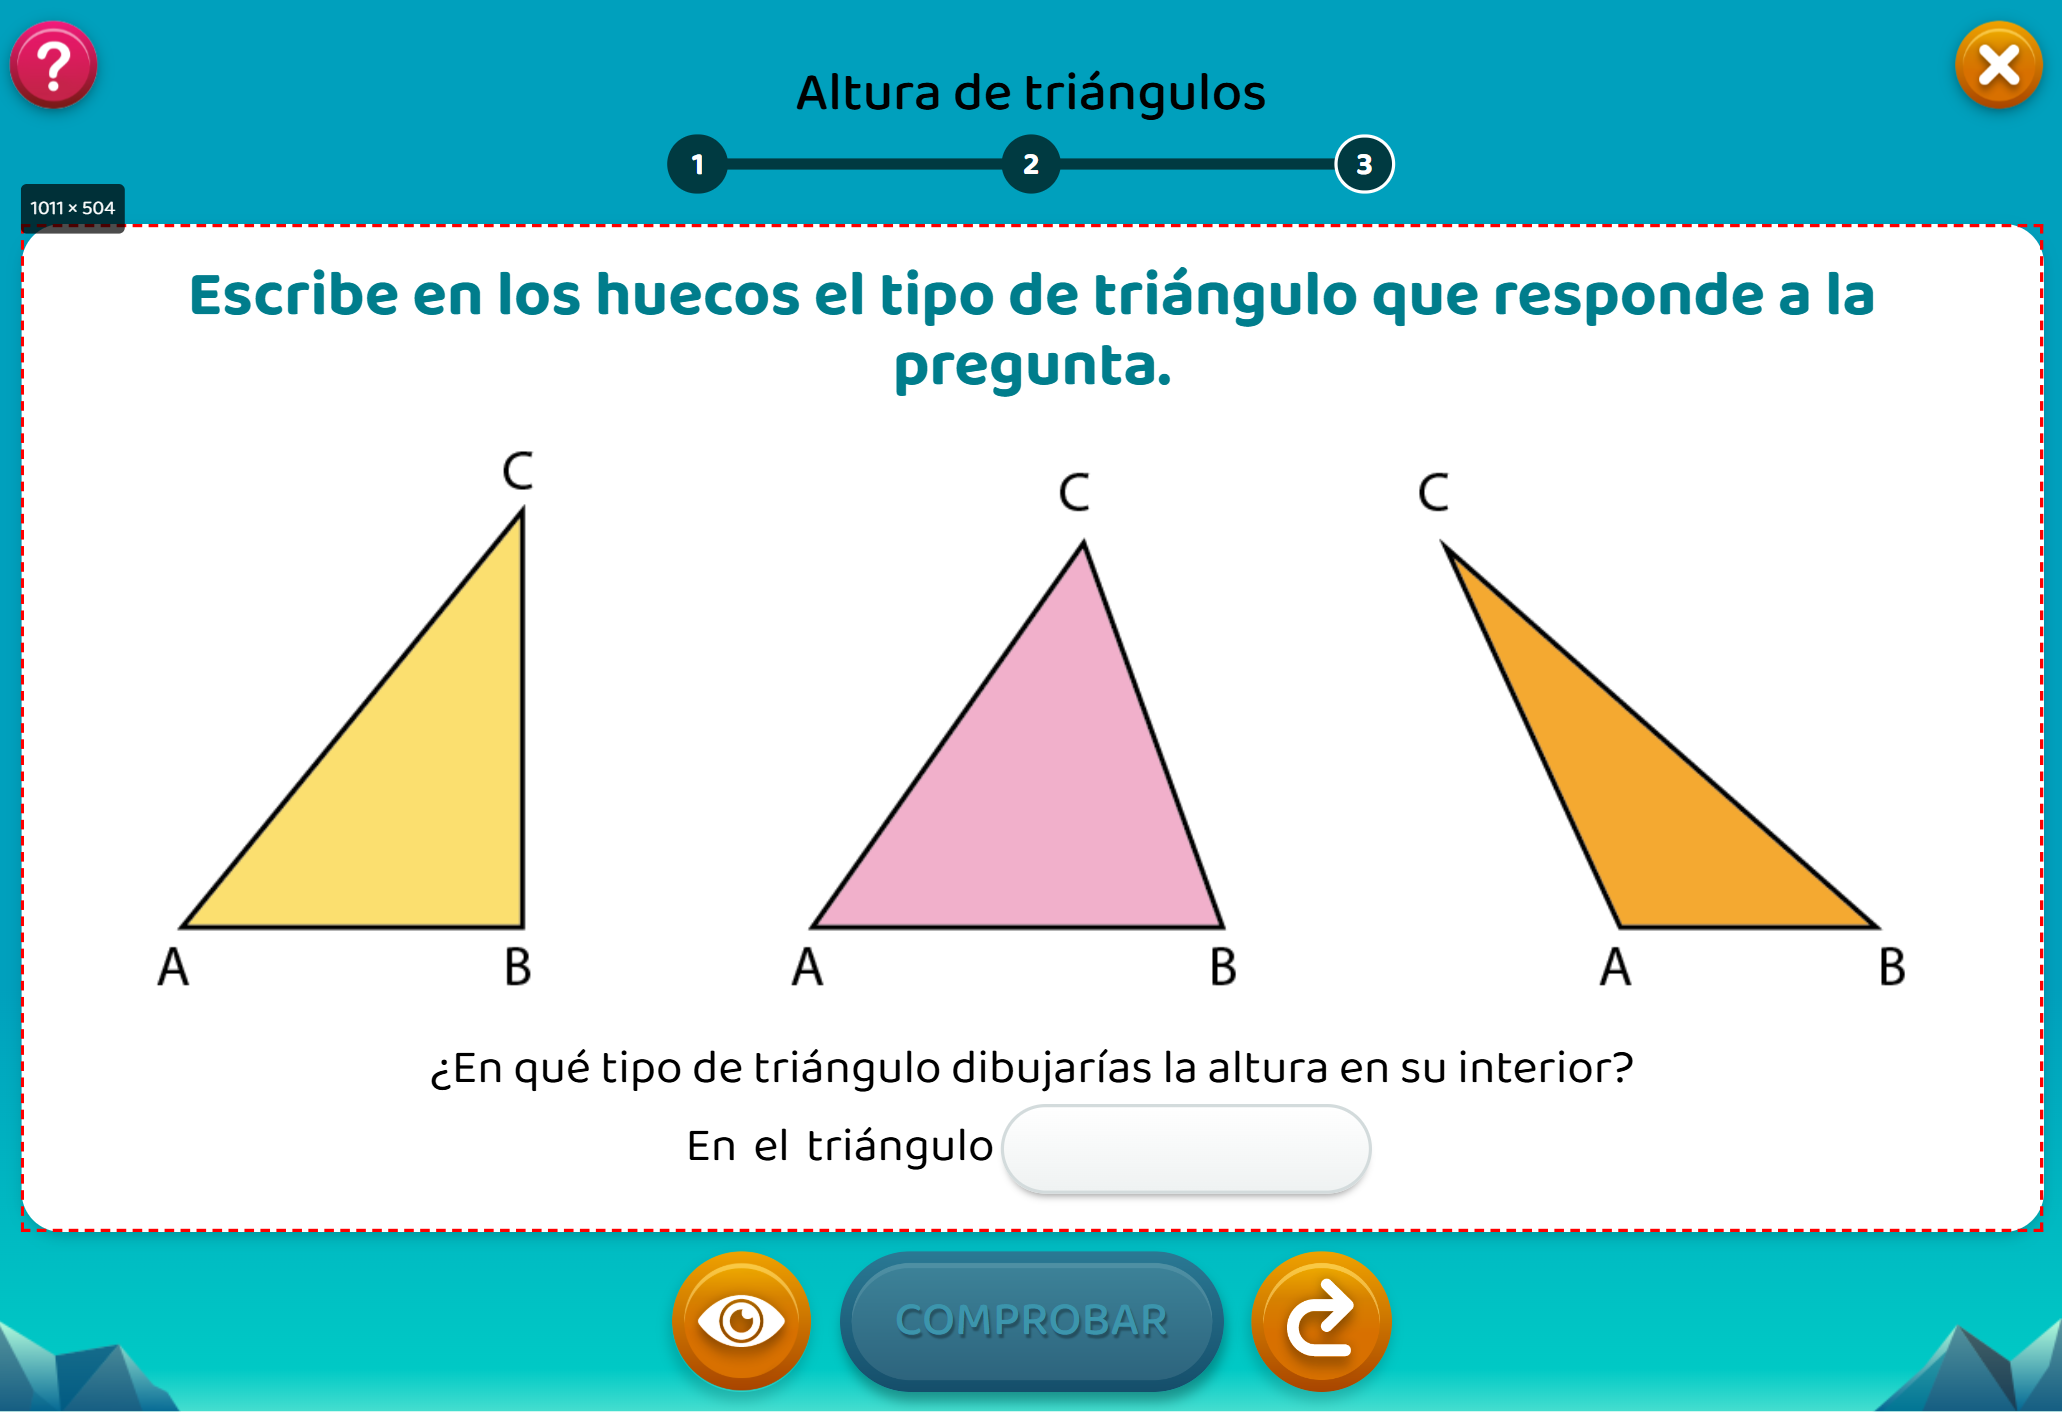 ?
Altura de triángulos
1 2 3
1011 × 504
Escribe en los huecos el tipo de triángulo que responde a la
pregunta.
C C C
A B A B A B
¿En qué tipo de triángulo dibujarías la altura en su interior?
En el triángulo
COMPROBAR